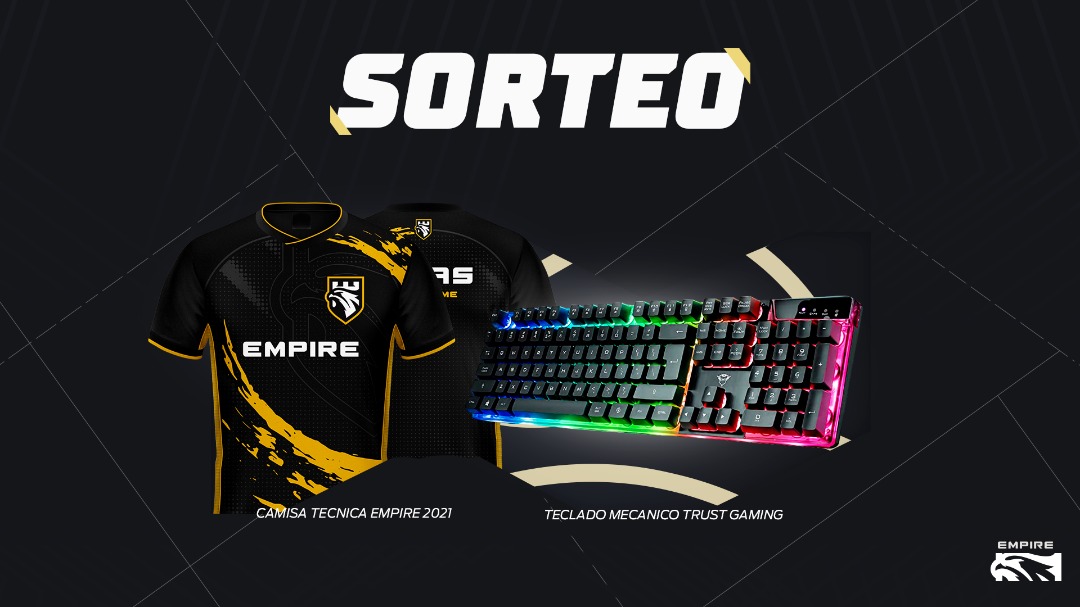 SORTEO
EMPIRE
CAMISA TECNICA EMPIRE 2021
TECLADO MECANICO TRUST GAMING
EMPIRE